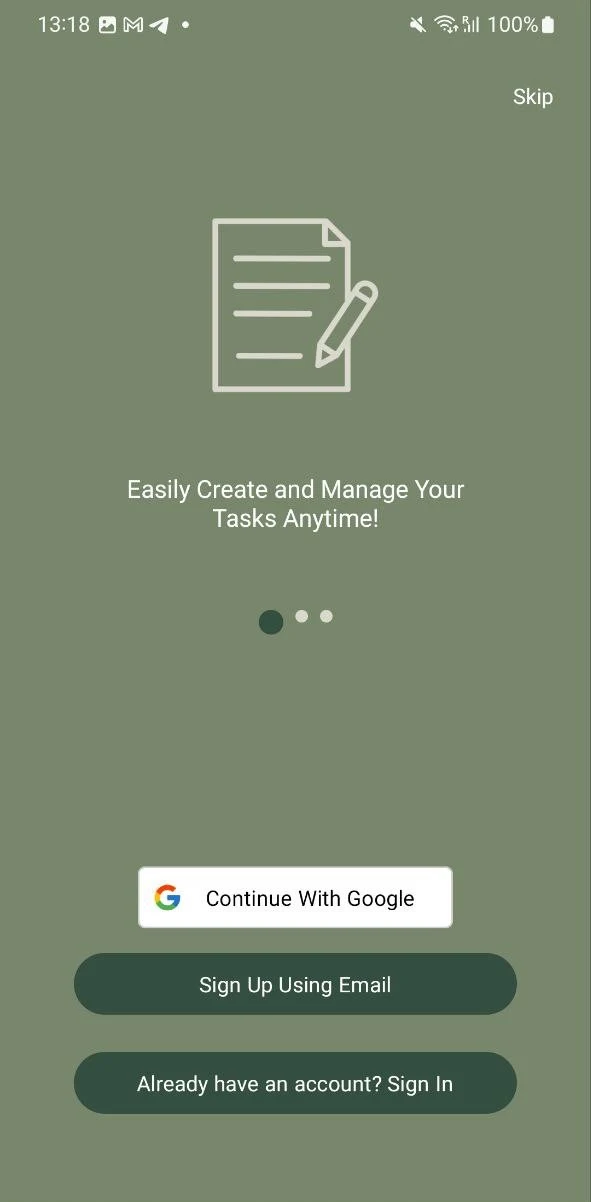 13:18 100%
Skip
Easily Create and Manage Your
Tasks Anytime!
Continue With Google
Sign Up Using Email
Already have an account? Sign In